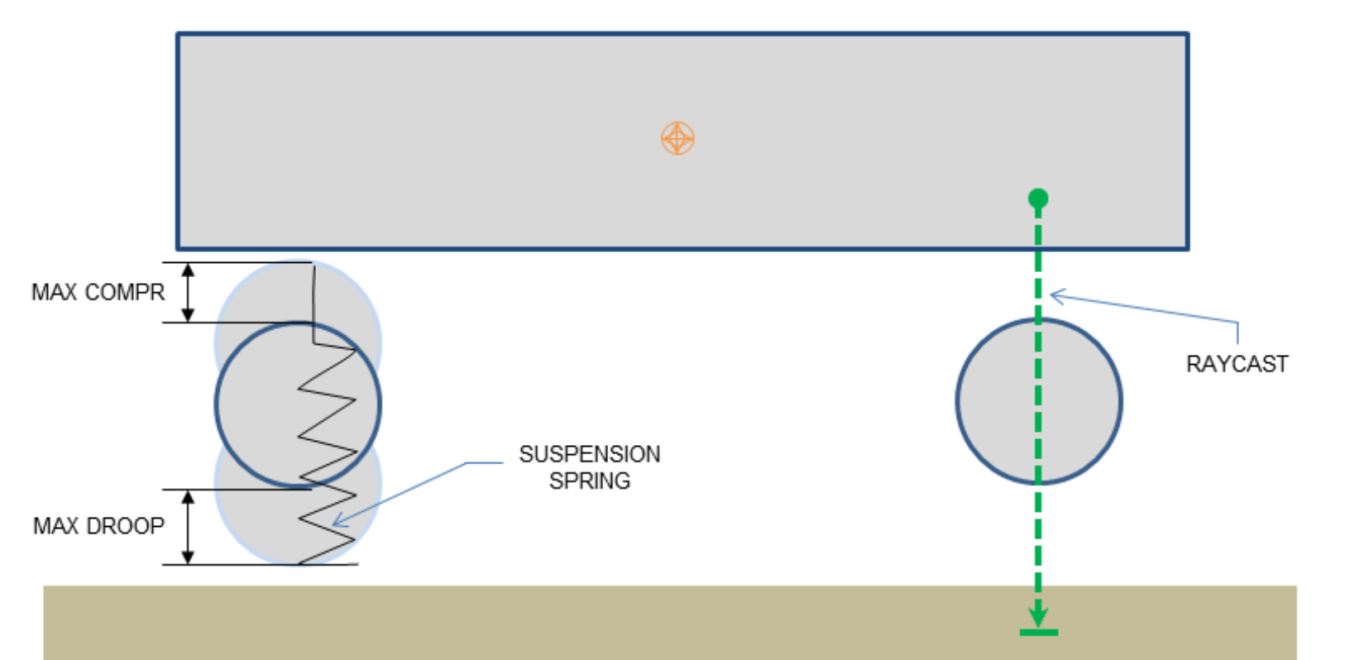 MAX COMPR
RAYCAST
SUSPENSION
SPRING
MAX DROOP